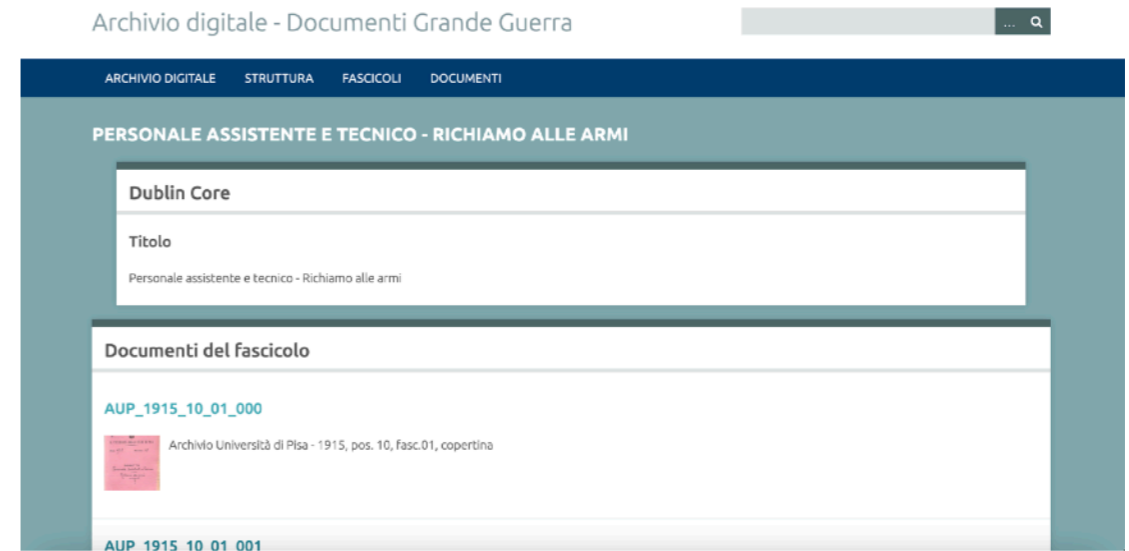 Archivio digitale - Documenti Grande Guerra
...
ARCHIVIO DIGITALE STRUTTURA FASCICOLI DOCUMENTI
PERSONALE ASSISTENTE E TECNICO - RICHIAMO ALLE ARMI
Dublin Core
Titolo
Personale assistente e tecnico - Richiamo alle armi
Documenti del fascicolo
AUP_1915_10_01_000
Archivio Università di Pisa - 1915, pos. 10, fasc.01, copertina
AUP_1915_10_01_001